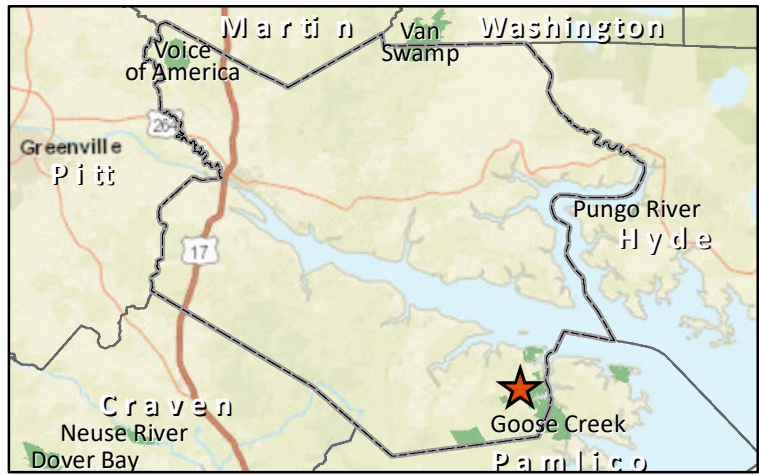 Martin
Washington
Van
Swamp
Voice
of America
264
Greenville
Pitt
Pungo River
Hyde
17
Craven
Goose Creek
Neuse River
Dover Bay
Pamlico